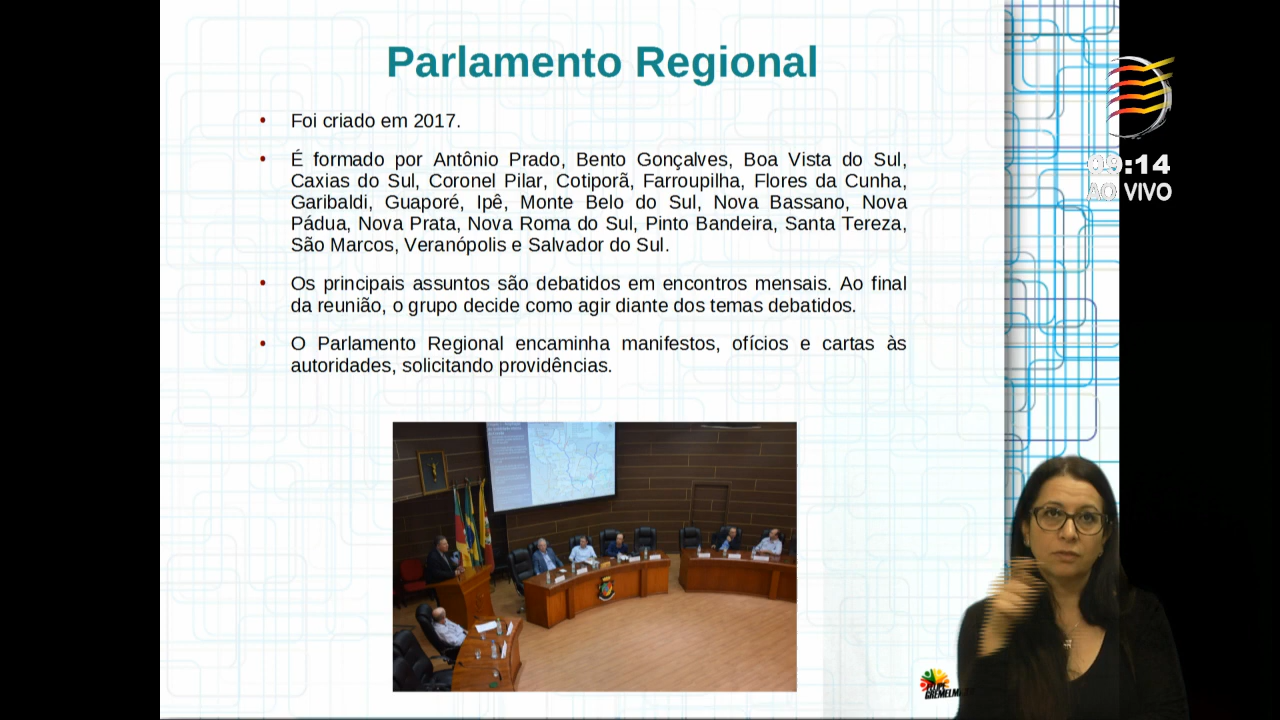 Parlamento Regional
• Foi criado em 2017.
• É formado por Antônio Prado, Bento Gonçalves, Boa Vista do Sul,
Caxias do Sul, Coronel Pilar, Cotiporã, Farroupilha, Flores da Cunha,
Garibaldi, Guaporé, Ipê, Monte Belo do Sul, Nova Bassano, Nova
Pádua, Nova Prata, Nova Roma do Sul, Pinto Bandeira, Santa Tereza,
São Marcos, Veranópolis e Salvador do Sul.
• Os principais assuntos são debatidos em encontros mensais. Ao final
da reunião, o grupo decide como agir diante dos temas debatidos.
• O Parlamento Regional encaminha manifestos, ofícios e cartas às
autoridades, solicitando providências.
09:14
AO VIVO